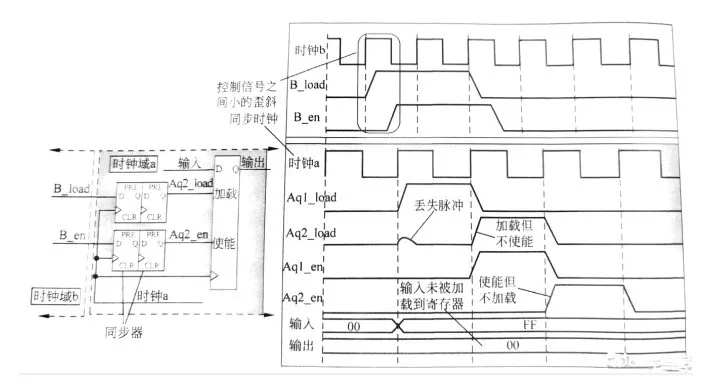 时钟b
B_load
B_en
控制信号之
间小的歪斜
同步时钟
时钟a
Aq1_load
Aq2_load
Aq1_en
Aq2_en
输入
输出
丢失脉冲
加载但
不使能
使能但
不加载
输入未被加
载到寄存器
00
FF
00
时钟域a
输入
输出
B_load
PRE PRE
D Q D Q
CLR CLR
Aq2_load
D Q
加载
B_en
PRE PRE
D Q D Q
CLR CLR
Aq2_en
使能
时钟域b
时钟a
同步器